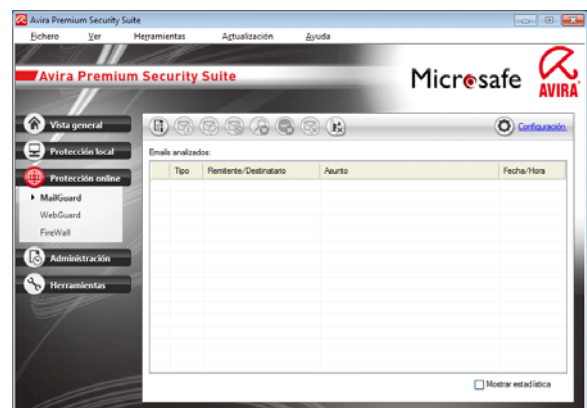 Avira Premium Security Suite
Fichero Ver Herramientas Actualización Ayuda
Avira Premium Security Suite
Microsafe
AVIRA
Vista general
Configuración
Protección local
Emails analizados:
Tipo Remitente/Destinatario Asunto Fecha/Hora
Protección online
MailGuard
WebGuard
FireWall
Administración
Herramientas
Mostrar estadística